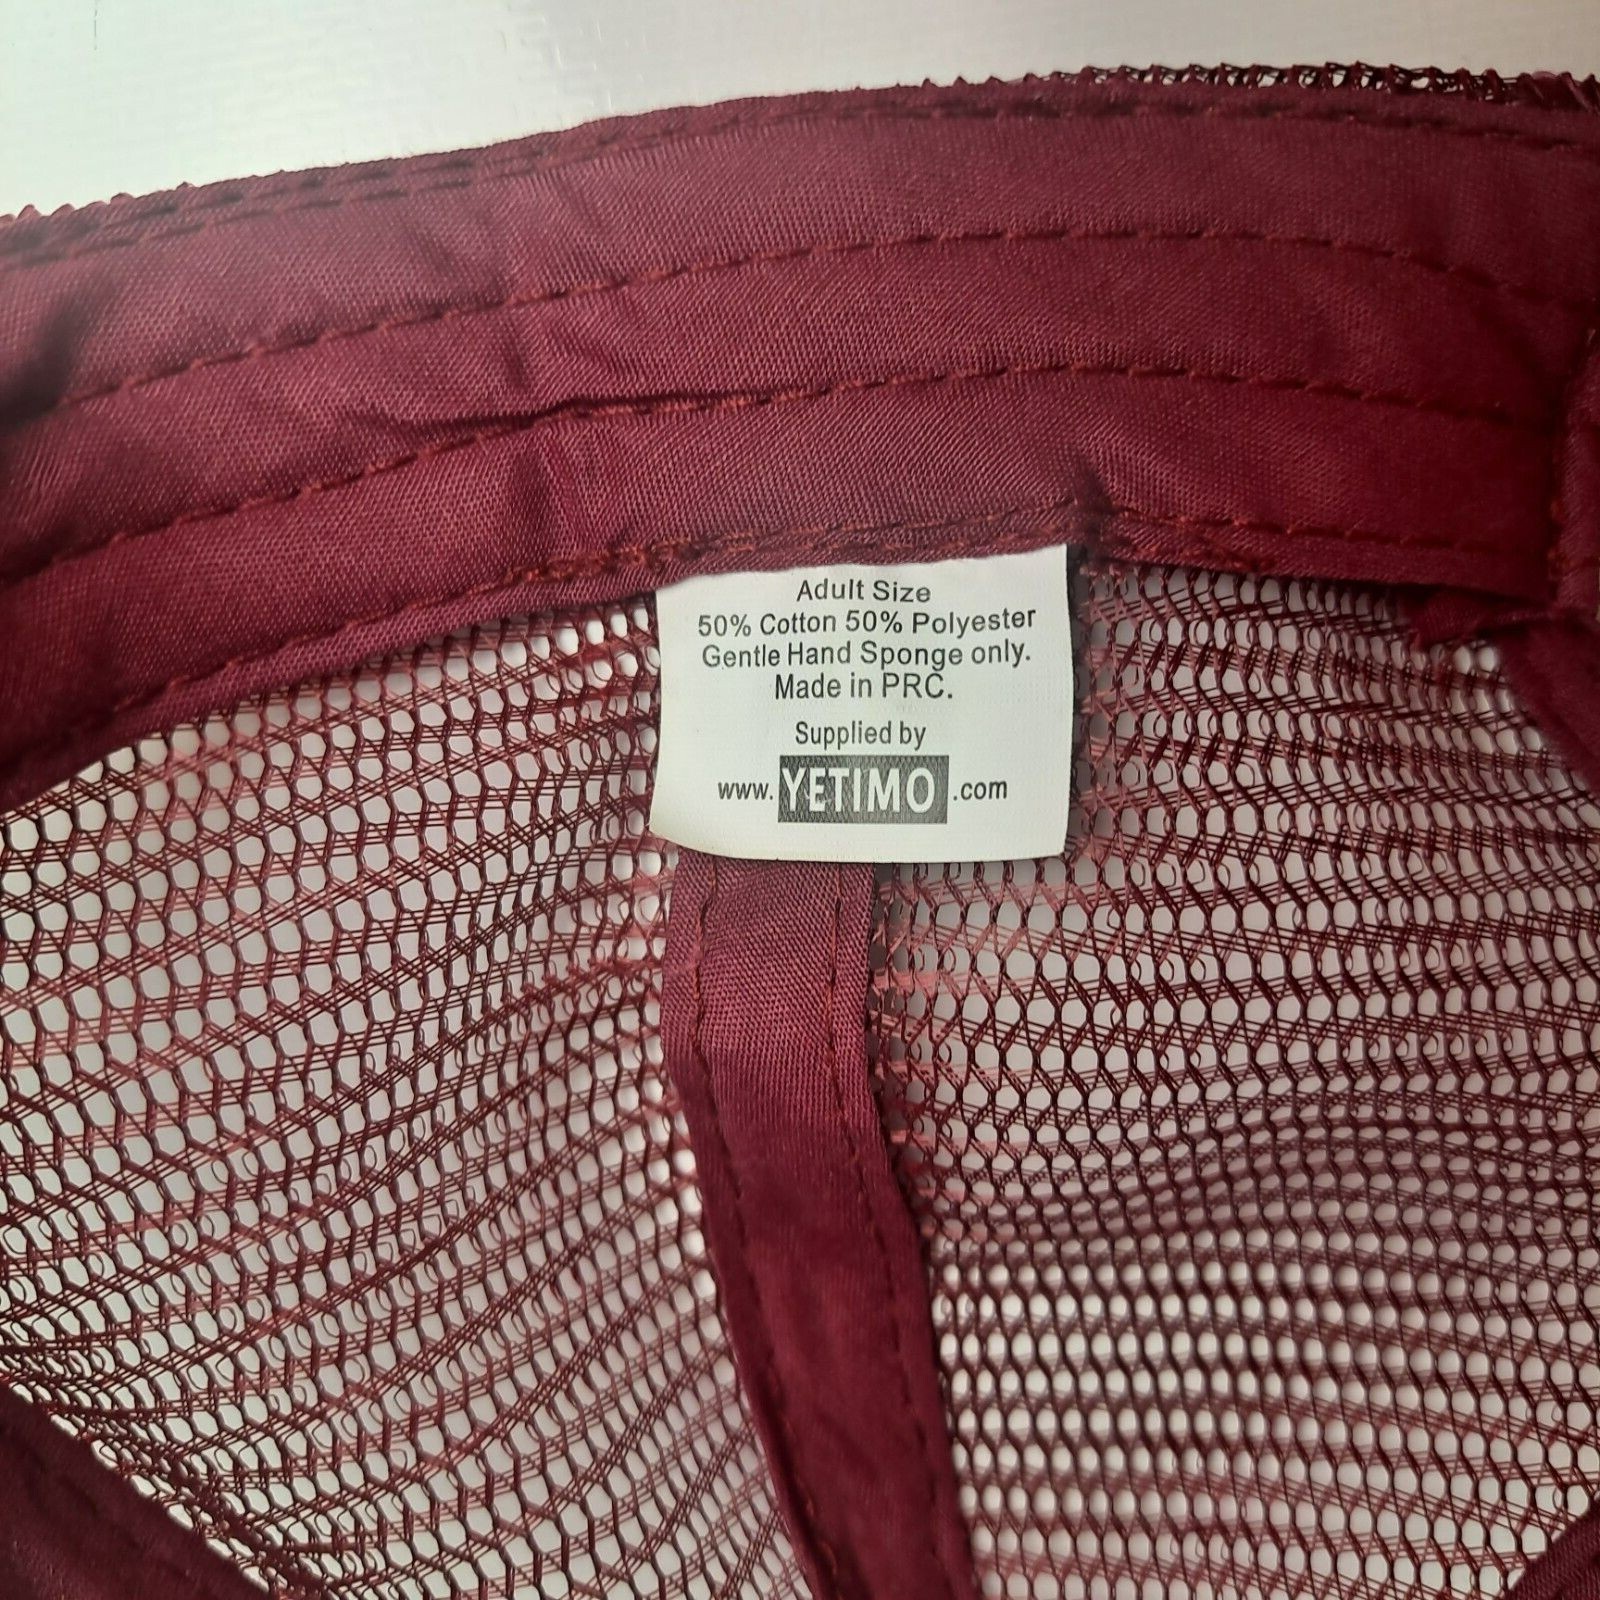 Adult Size
50% Cotton 50% Polyester
Gentle Hand Sponge only.
Made in PRC.
Supplied by
www.YETIMO.com